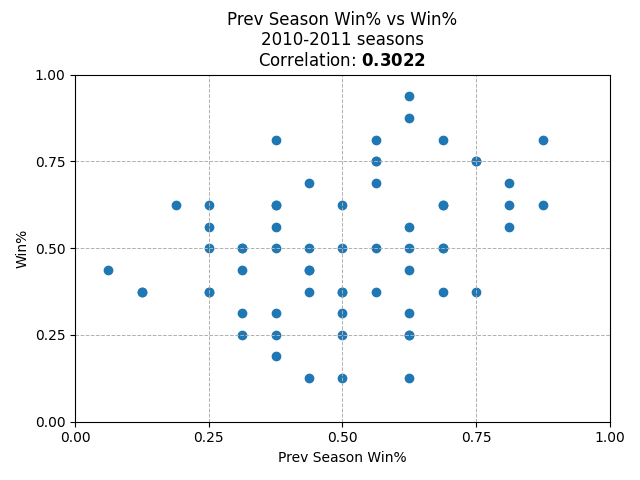 Prev Season Win% vs Win%
2010-2011 seasons
Correlation: 0.3022
1.00
0.75
0.50
0.25
0.00
Win%
0.00 0.25 0.50 0.75 1.00
Prev Season Win%